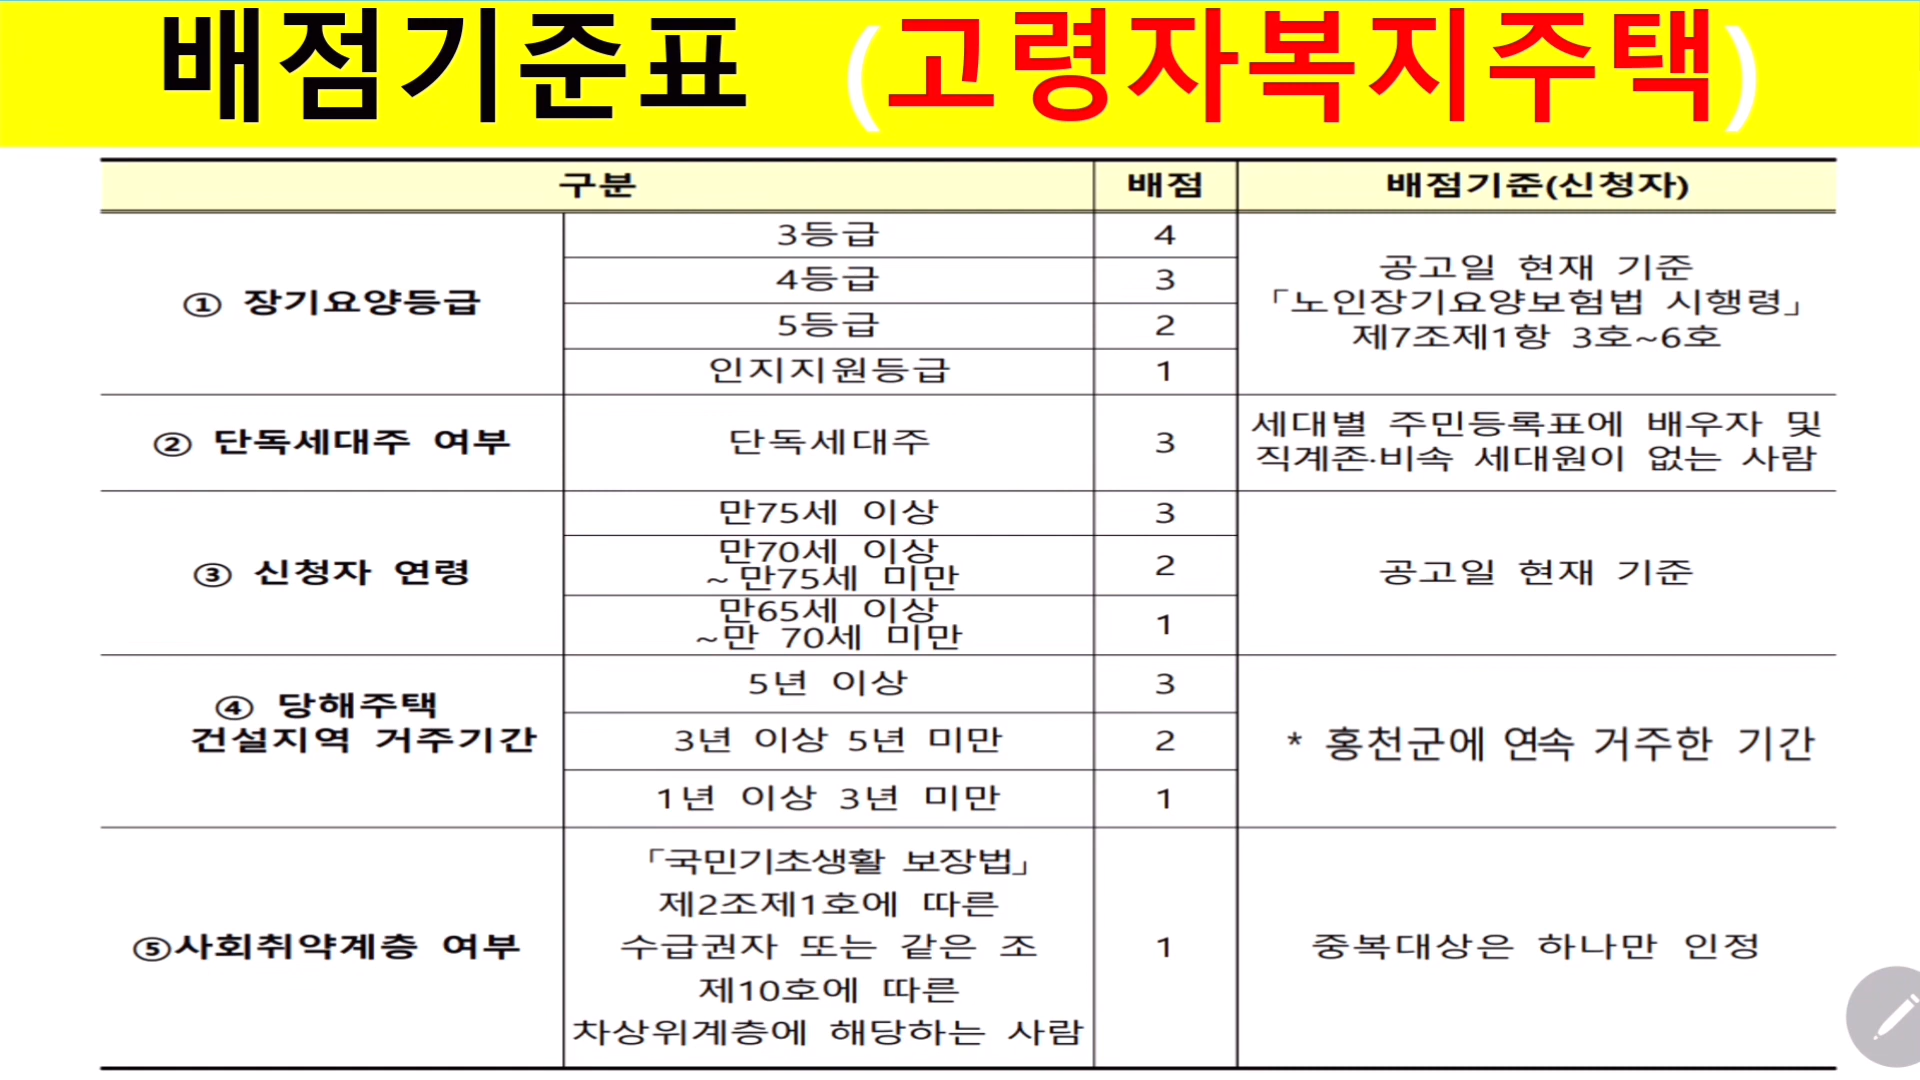 배점기준표 (고령자복지주택)
구분 배점 배점기준(신청자)
① 장기요양등급
3등급 4
4등급 3
5등급 2
인지지원등급 1
공고일 현재 기준
「노인장기요양보험법 시행령」
제7조제1항 3호~6호
② 단독세대주 여부
단독세대주 3
세대별 주민등록표에 배우자 및
직계존·비속 세대원이 없는 사람
③ 신청자 연령
만75세 이상 3
만70세 이상
~만75세 미만
2
만65세 이상
~만 70세 미만
1
공고일 현재 기준
④ 당해주택
건설지역 거주기간
5년 이상 3
3년 이상 5년 미만 2
1년 이상 3년 미만 1
* 홍천군에 연속 거주한 기간
⑤사회취약계층 여부
「국민기초생활 보장법」
제2조제1호에 따른
수급권자 또는 같은 조
제10호에 따른
차상위계층에 해당하는 사람
1
중복대상은 하나만 인정